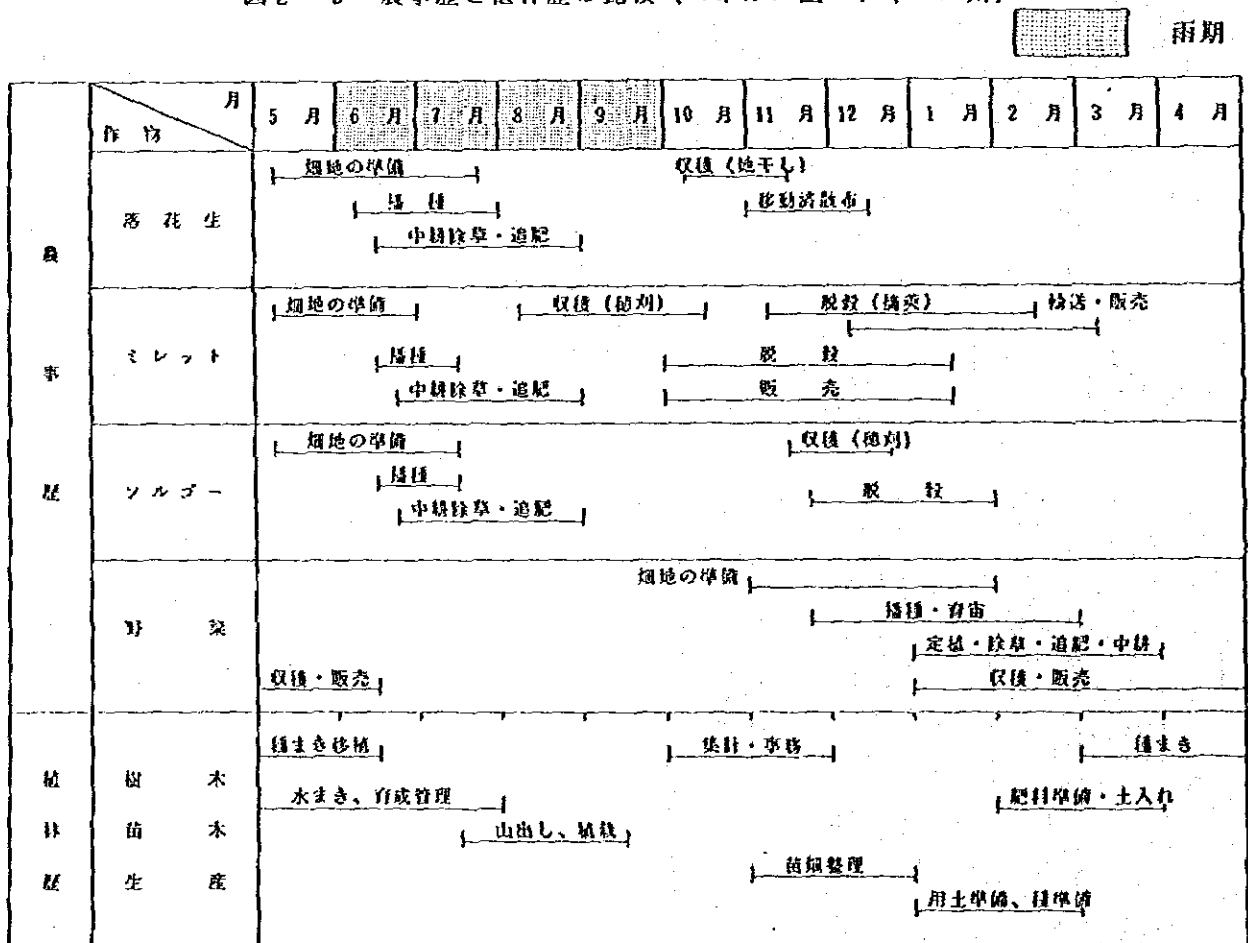 雨期
月
作物
5月 6月 7月 8月 9月 10月 11月 12月 1月 2月 3月 4月
農事歴
落花生
畑地の準備 収穫（地干し）
播種
中耕除草・追肥
ミレット
畑地の準備 収穫（穂刈） 脱穀 輸送・販売
播種 脱穀
中耕除草・追肥 販売
ソルゴー
畑地の準備 収穫（穂刈）
播種 脱穀
中耕除草・追肥
野菜
畑地の準備
播種・育苗
定植・除草・追肥・中耕
収穫・販売 収穫・販売
植林歴
樹木
苗木
生産
種まき移植 集計・事務 種まき
水まき、育成管理 肥料準備・土入れ
山出し、植栽
苗畑整理
用土準備、種準備